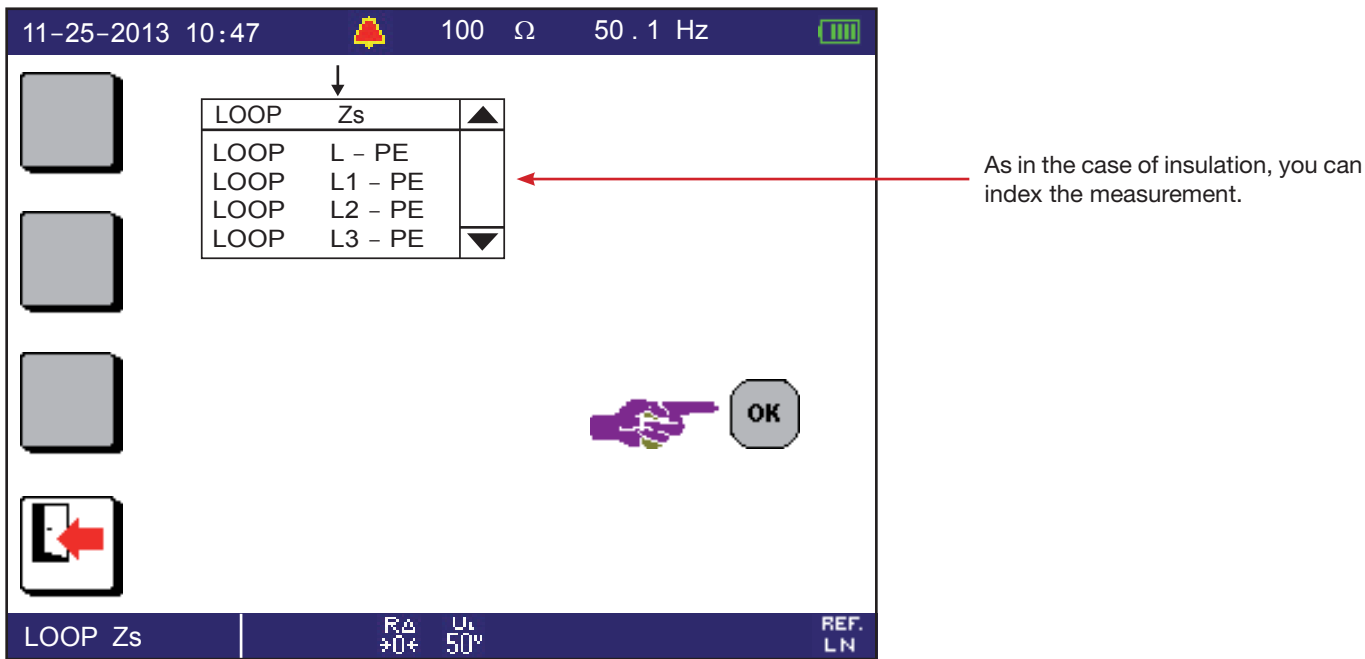 11-25-2013 10:47 100 Ω 50.1 Hz
LOOP Zs
LOOP L – PE
LOOP L1 – PE
LOOP L2 – PE
LOOP L3 – PE
As in the case of insulation, you can
index the measurement.
OK
LOOP Zs
RΔ
→0←
UL
50V
REF.
LN